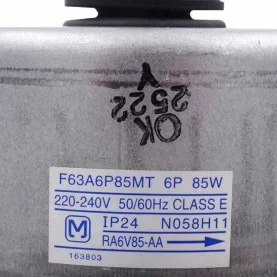 OK
2522
Y
F63A6P85MT 6P 85W
220-240V 50/60Hz CLASS E
M IP24 N058H11
RA6V85-AA
163803